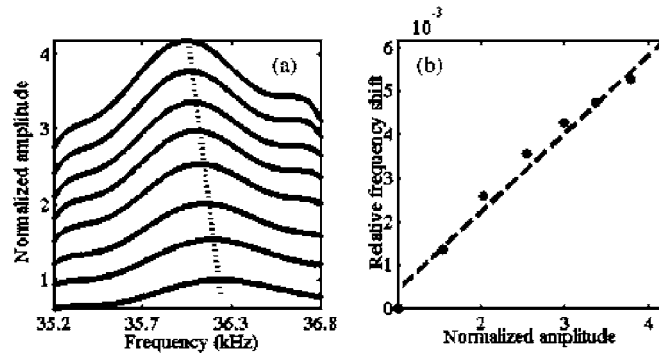 10⁻³
(a)
(b)
4
3
2
1
Normalized amplitude
35.2 35.7 36.3 36.8
Frequency (kHz)
6
5
4
3
2
1
0
Relative frequency shift
2 3 4
Normalized amplitude